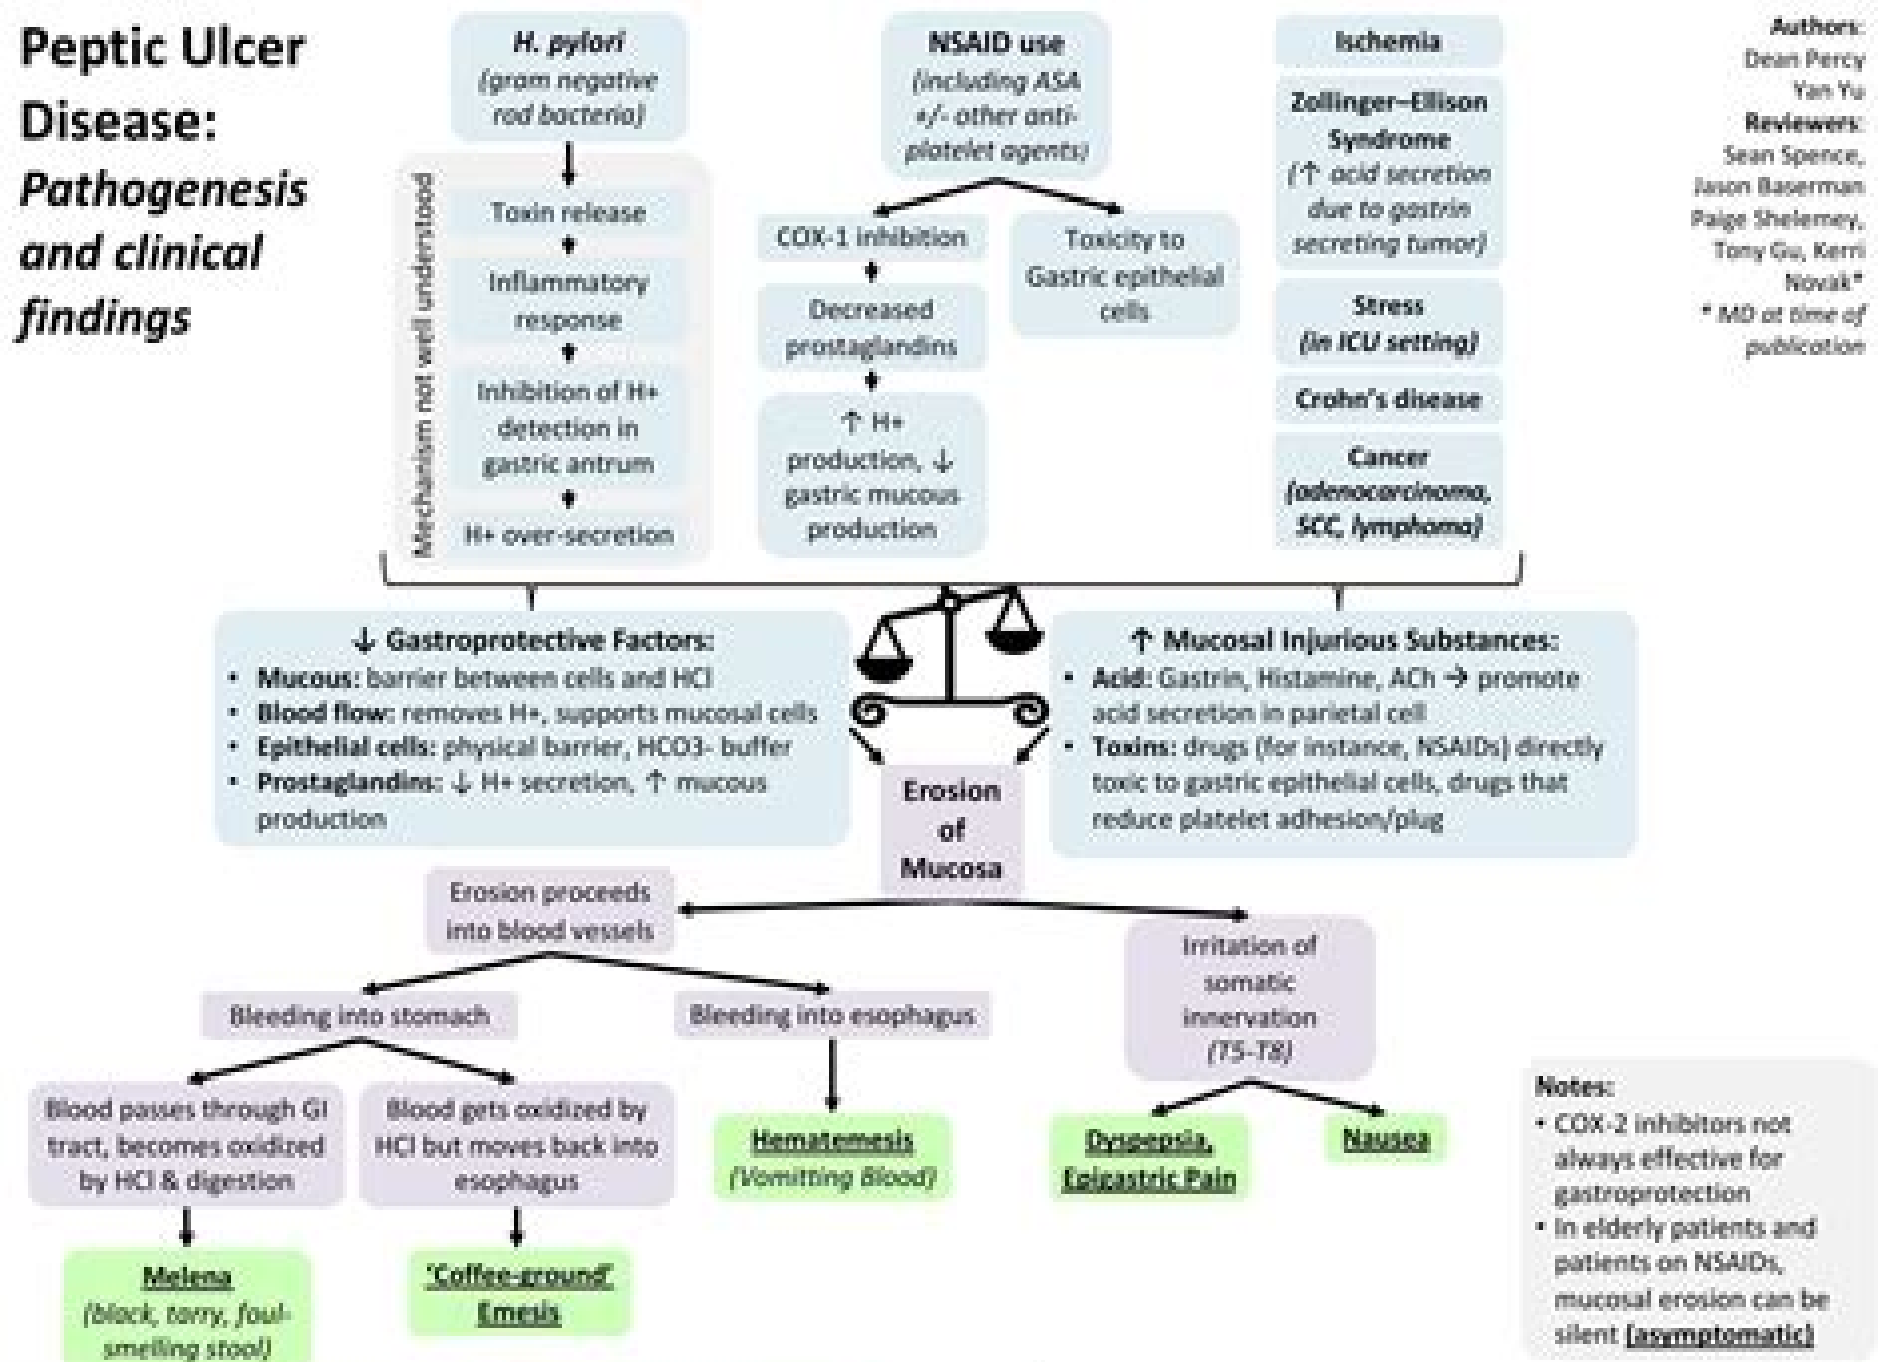 Peptic Ulcer
Disease:
Pathogenesis
and clinical
findings
H. pylori
(gram negative
rod bacteria)
Mechanism not well understood
Toxin release
Inflammatory
response
Inhibition of H+
detection in
gastric antrum
H+ over-secretion
NSAID use
(including ASA
+/- other anti-
platelet agents)
COX-1 inhibition
Decreased
prostaglandins
↑ H+
production, ↓
gastric mucous
production
Toxicity to
Gastric epithelial
cells
Ischemia
Zollinger–Ellison
Syndrome
(↑ acid secretion
due to gastrin
secreting tumor)
Stress
(in ICU setting)
Crohn's disease
Cancer
(adenocarcinoma,
SCC, lymphoma)
Authors:
Dean Percy
Yan Yu
Reviewers:
Sean Spence,
Jason Baserman
Paige Shelemey,
Tony Gu, Kerri
Novak*
* MD at time of
publication
↓ Gastroprotective Factors:
• Mucous: barrier between cells and HCl
• Blood flow: removes H+, supports mucosal cells
• Epithelial cells: physical barrier, HCO3- buffer
• Prostaglandins: ↓ H+ secretion, ↑ mucous
production
↑ Mucosal Injurious Substances:
• Acid: Gastrin, Histamine, ACh → promote
acid secretion in parietal cell
• Toxins: drugs (for instance, NSAIDs) directly
toxic to gastric epithelial cells, drugs that
reduce platelet adhesion/plug
Erosion
of
Mucosa
Erosion proceeds
into blood vessels
Irritation of
somatic
innervation
(T5-T8)
Bleeding into stomach
Bleeding into esophagus
Blood passes through GI
tract, becomes oxidized
by HCl & digestion
Blood gets oxidized by
HCl but moves back into
esophagus
Hematemesis
(Vomitting Blood)
Dyspepsia,
Epigastric Pain
Nausea
Melena
(black, tarry, foul-
smelling stool)
'Coffee-ground'
Emesis
Notes:
• COX-2 inhibitors not
always effective for
gastroprotection
• In elderly patients and
patients on NSAIDs,
mucosal erosion can be
silent (asymptomatic)